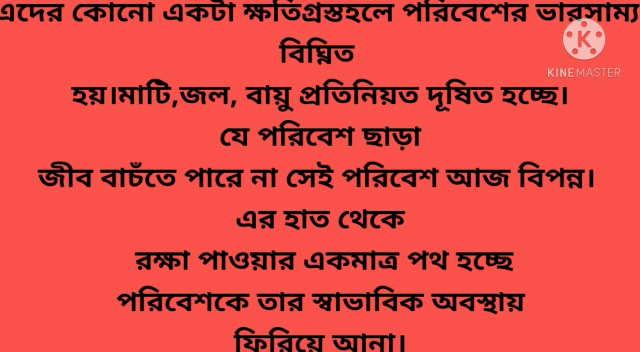 এদের কোনো একটা ক্ষতিগ্রস্তহলে পরিবেশের ভারসাম্য
বিঘ্নিত
হয়।মাটি,জল, বায়ু প্রতিনিয়ত দূষিত হচ্ছে।
যে পরিবেশ ছাড়া
জীব বাচঁতে পারে না সেই পরিবেশ আজ বিপন্ন।
এর হাত থেকে
রক্ষা পাওয়ার একমাত্র পথ হচ্ছে
পরিবেশকে তার স্বাভাবিক অবস্থায়
ফিরিয়ে আনা।
K
KINEMASTER